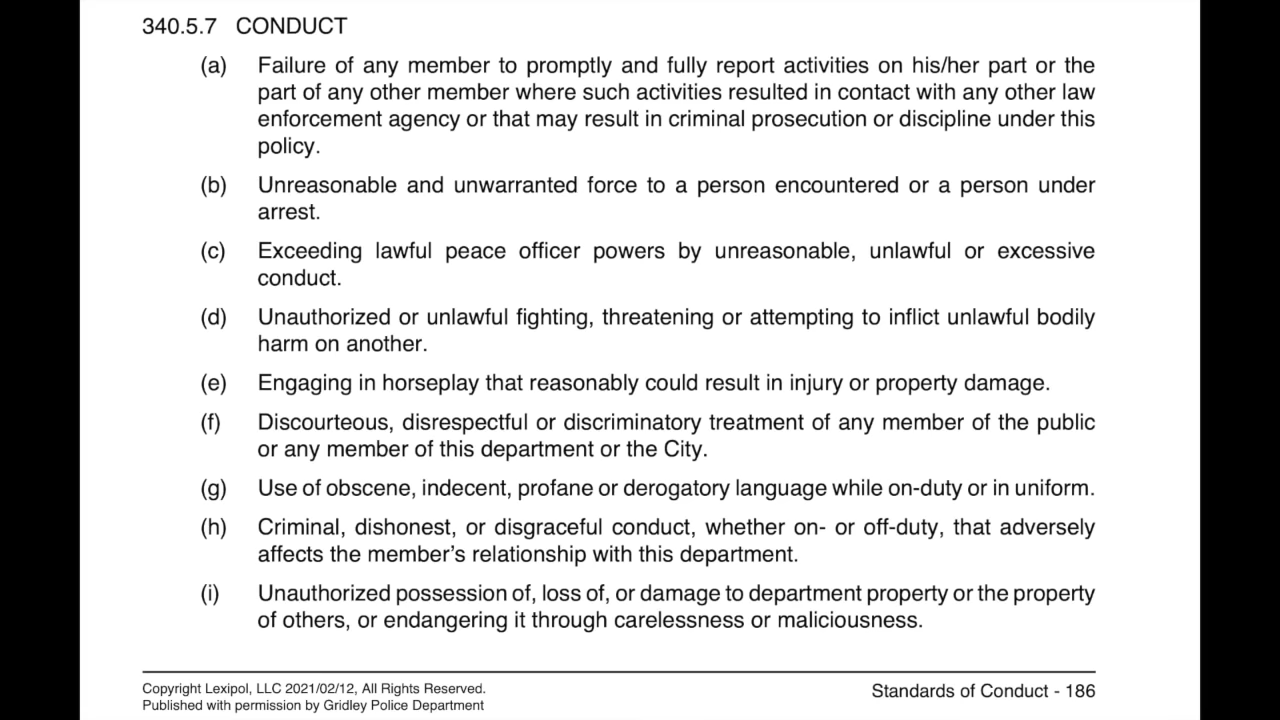 340.5.7 CONDUCT
(a) Failure of any member to promptly and fully report activities on his/her part or the
part of any other member where such activities resulted in contact with any other law
enforcement agency or that may result in criminal prosecution or discipline under this
policy.
(b) Unreasonable and unwarranted force to a person encountered or a person under
arrest.
(c) Exceeding lawful peace officer powers by unreasonable, unlawful or excessive
conduct.
(d) Unauthorized or unlawful fighting, threatening or attempting to inflict unlawful bodily
harm on another.
(e) Engaging in horseplay that reasonably could result in injury or property damage.
(f) Discourteous, disrespectful or discriminatory treatment of any member of the public
or any member of this department or the City.
(g) Use of obscene, indecent, profane or derogatory language while on-duty or in uniform.
(h) Criminal, dishonest, or disgraceful conduct, whether on- or off-duty, that adversely
affects the member’s relationship with this department.
(i) Unauthorized possession of, loss of, or damage to department property or the property
of others, or endangering it through carelessness or maliciousness.
Copyright Lexipol, LLC 2021/02/12, All Rights Reserved.
Published with permission by Gridley Police Department
Standards of Conduct - 186